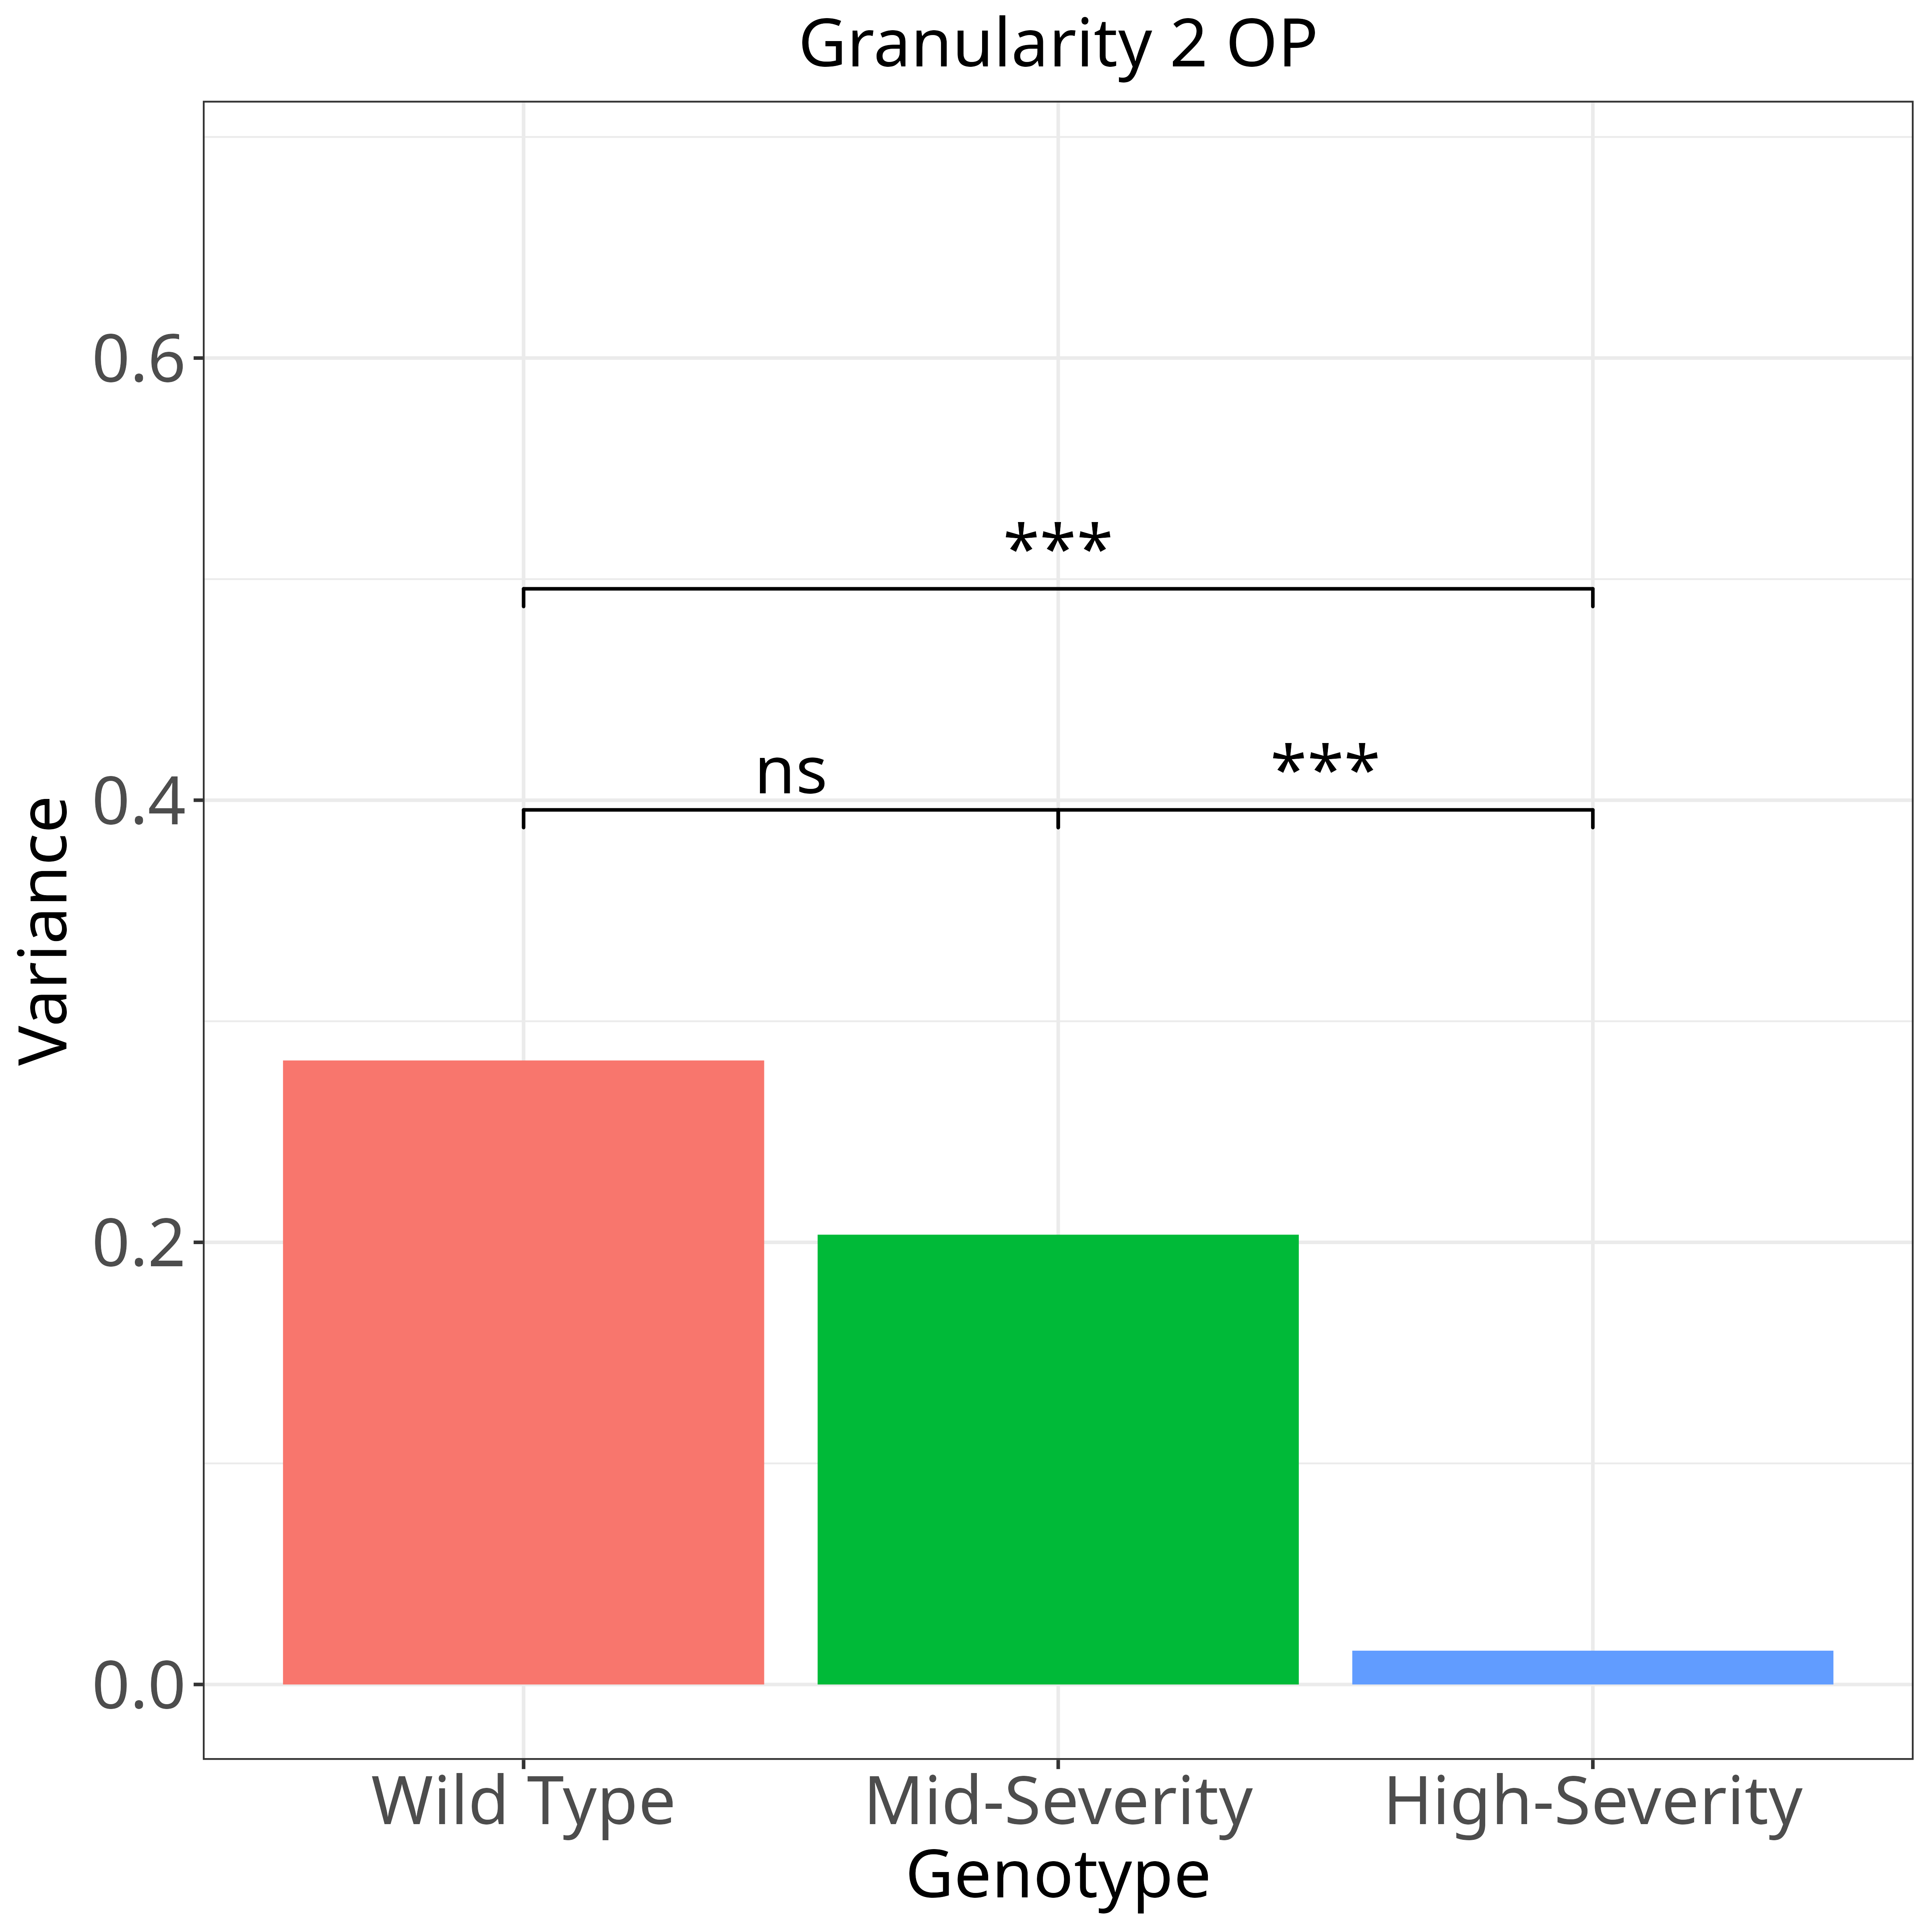 Granularity 2 OP
0.6
***
ns
***
0.4
Variance
0.2
0.0
Wild Type
Mid-Severity
High-Severity
Genotype